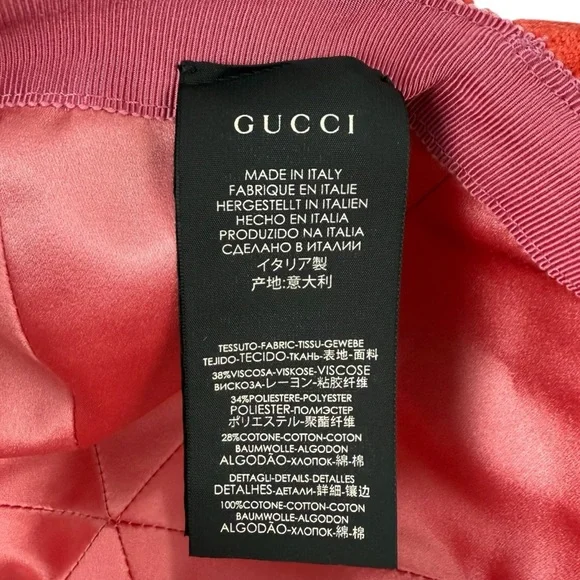 GUCCI
MADE IN ITALY
FABRIQUE EN ITALIE
HERGESTELLT IN ITALIEN
HECHO EN ITALIA
PRODUZIDO NA ITALIA
СДЕЛАНО В ИТАЛИИ
イタリア製
产地:意大利
TESSUTO-FABRIC-TISSU-GEWEBE
TEJIDO-TECIDO-ТКАНЬ-表地-面料
38%VISCOSA-VISKOSE-VISCOSE
ВИСКОЗА-レーヨン-粘胶纤维
34%POLIESTERE-POLYESTER
POLIESTER-ПОЛИЭСТЕР
ポリエステル-聚酯纤维
28%COTONE-COTTON-COTON
BAUMWOLLE-ALGODON
ALGODÃO-ХЛОПОК-綿-棉
DETTAGLI-DETAILS-DETALLES
DETALHES-ДЕТАЛИ-詳細-镶边
100%COTONE-COTTON-COTON
BAUMWOLLE-ALGODON
ALGODÃO-ХЛОПОК-綿-棉